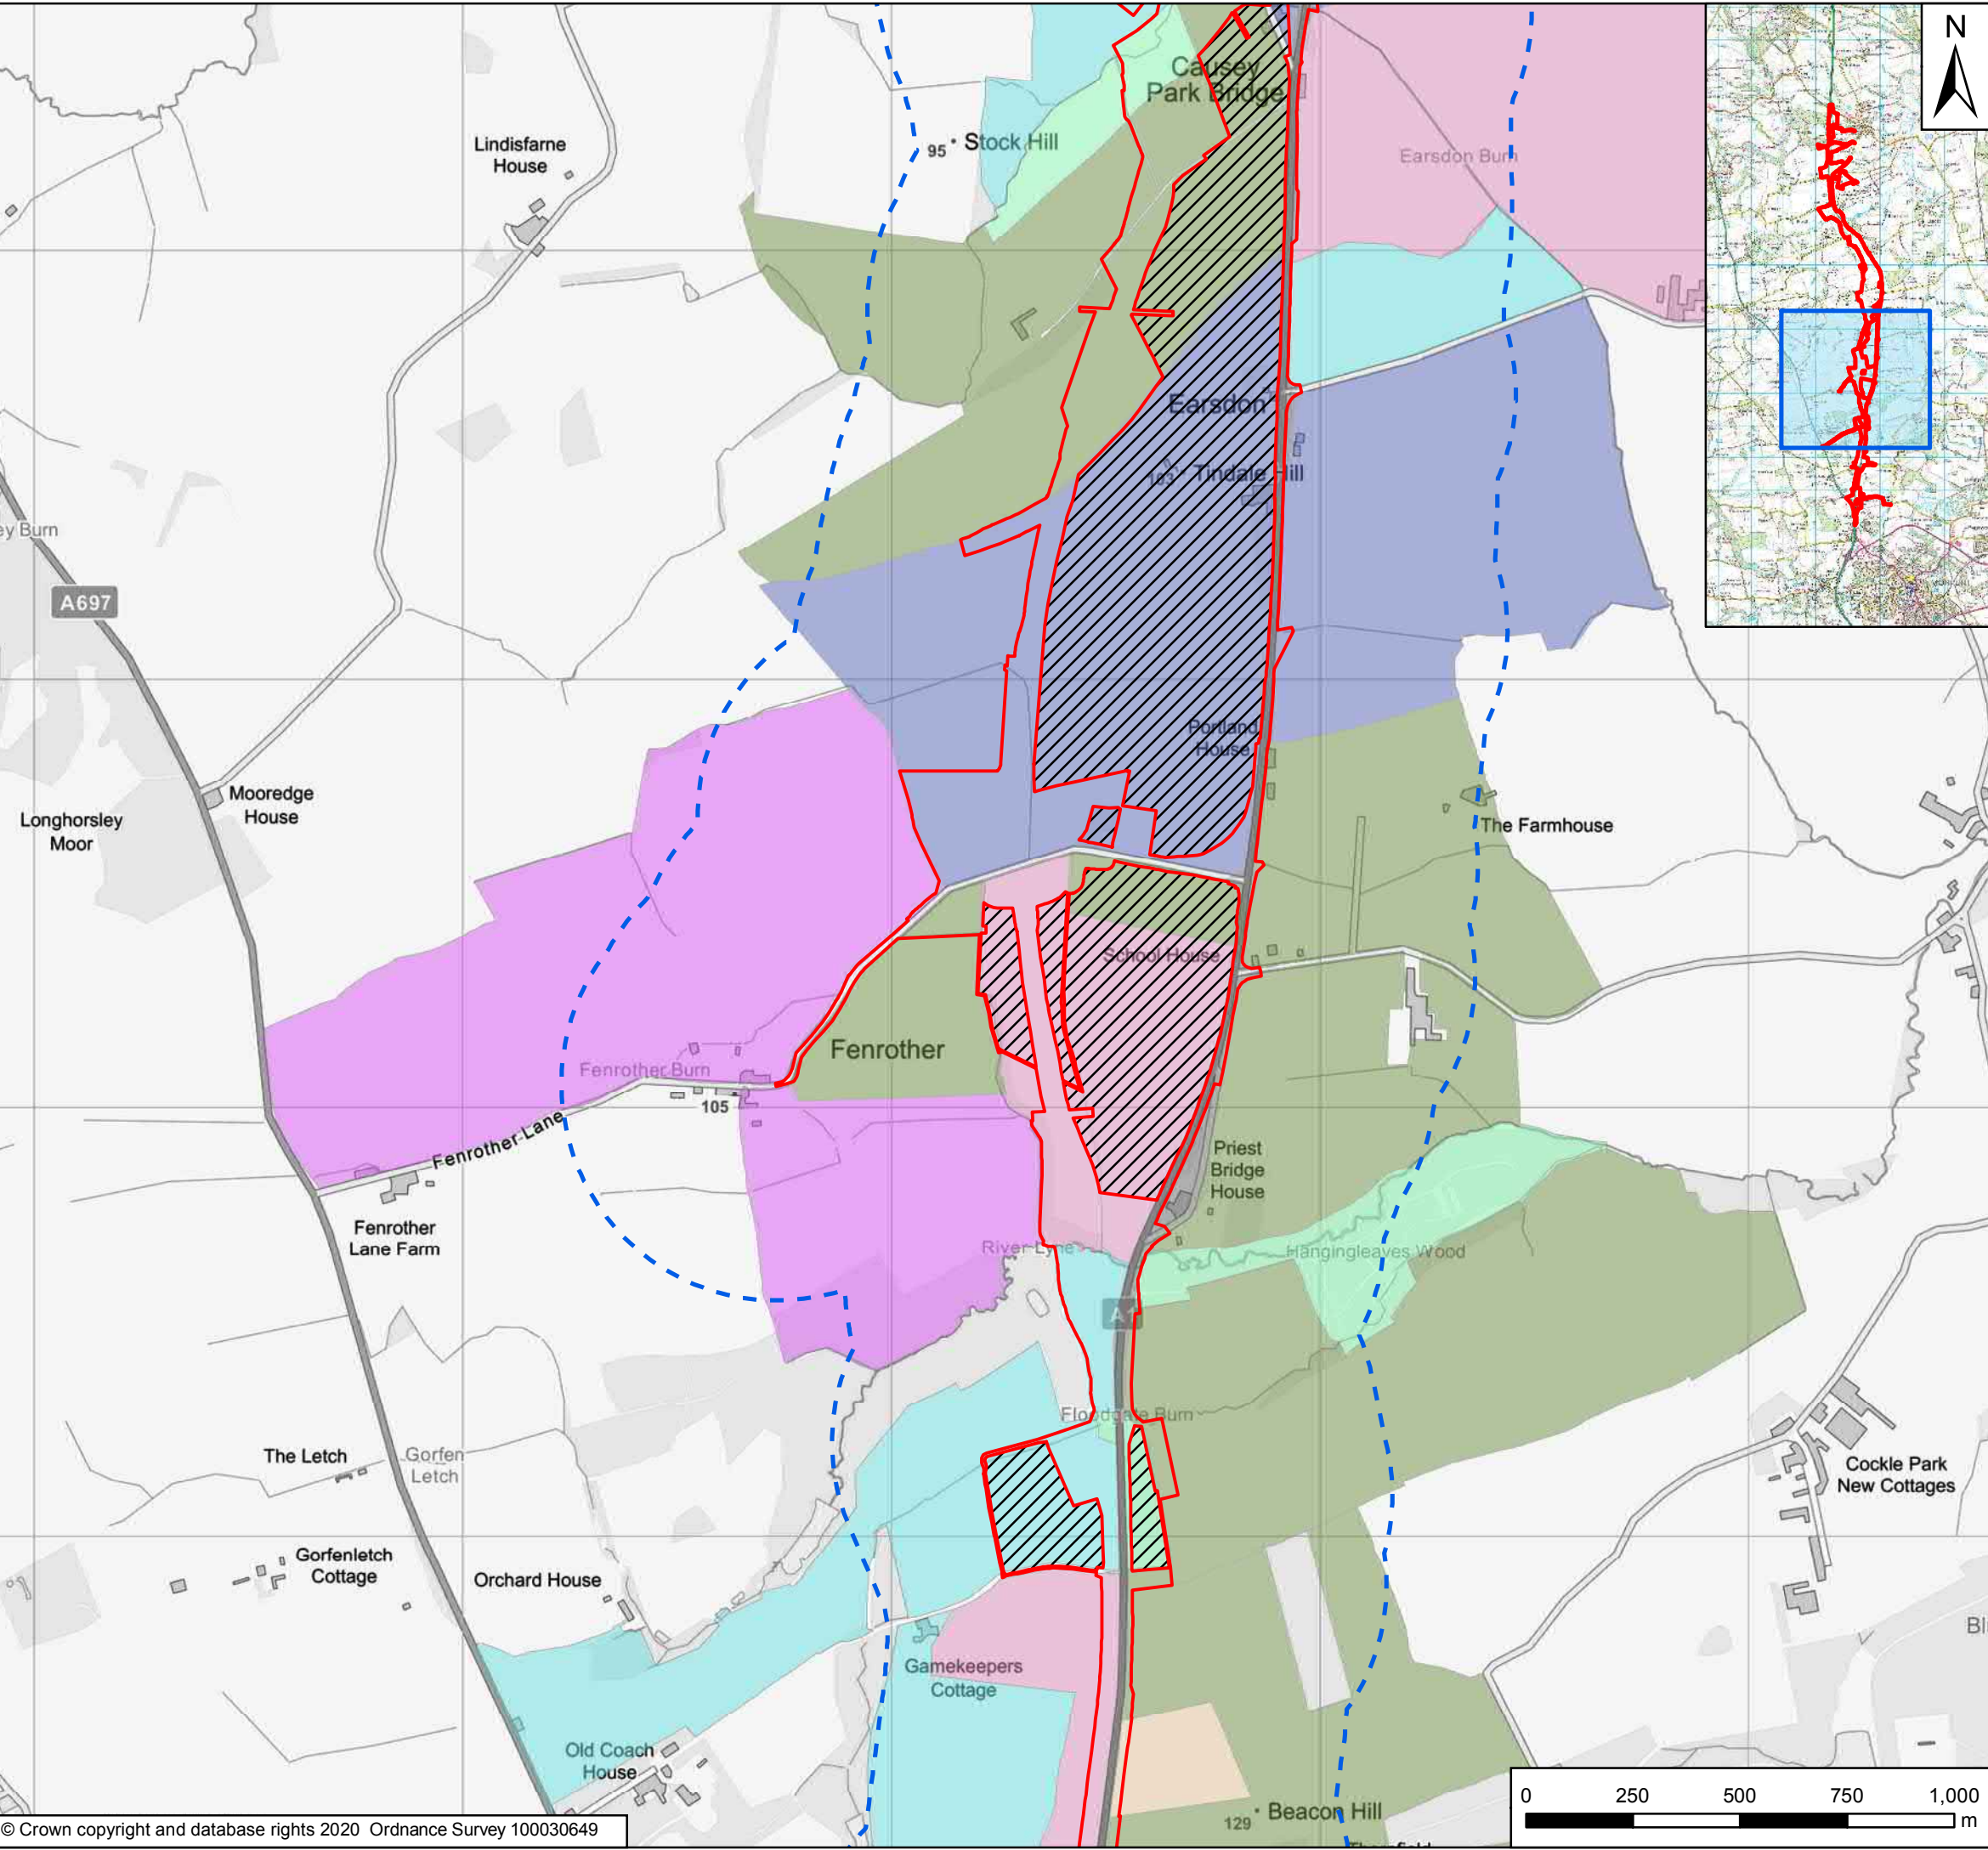 N
Causey
Park Bridge
Lindisfarne
House
95
Stock Hill
Earsdon Burn
Earsdon
103
Tindale Hill
ey Burn
A697
Portland
House
Mooredge
House
Longhorsley
Moor
The Farmhouse
School House
Fenrother
Fenrother Burn
105
Fenrother Lane
Priest
Bridge
House
Fenrother
Lane Farm
River Lyne
Hangingleaves Wood
A1
Floodgate Burn
The Letch
Gorfen
Letch
Cockle Park
New Cottages
Gorfenletch
Cottage
Orchard House
Bl
Gamekeepers
Cottage
Old Coach
House
129
Beacon Hill
0 250 500 750 1,000
m
© Crown copyright and database rights 2020 Ordnance Survey 100030649